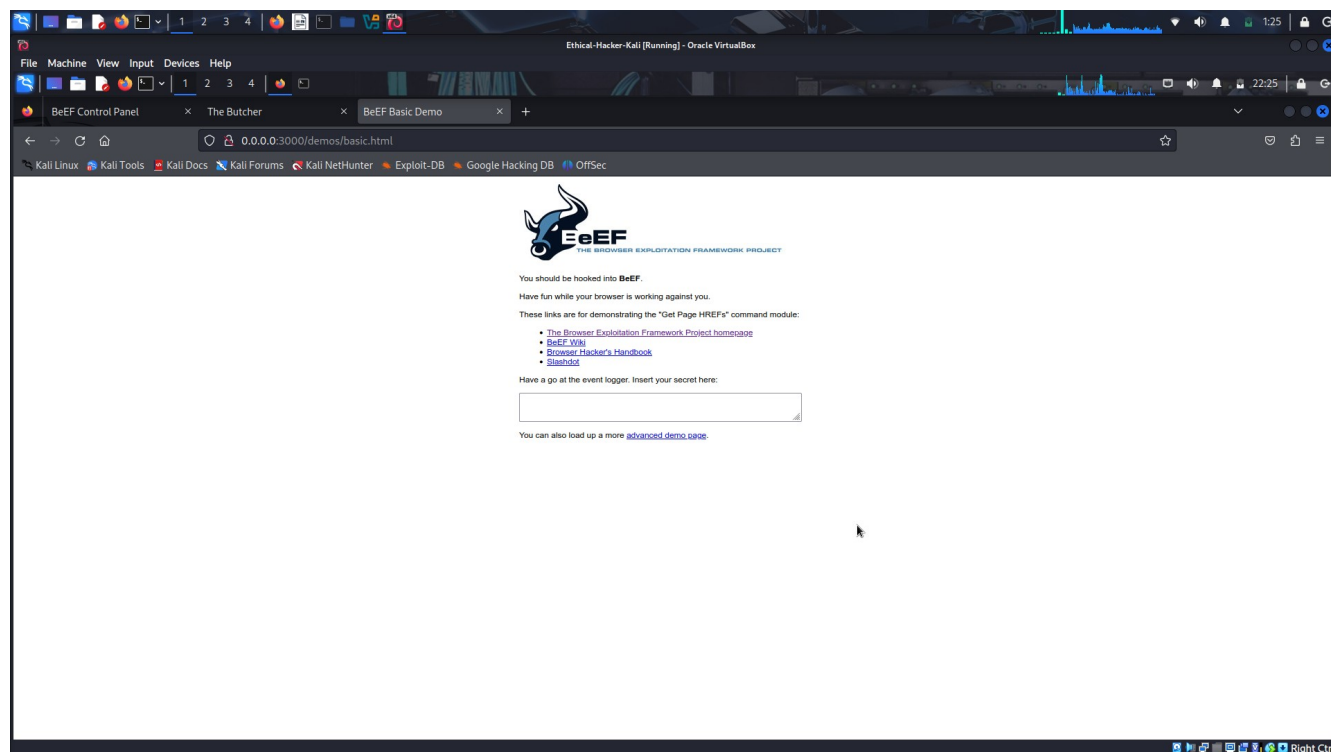 1 2 3 4
1:25
Ethical-Hacker-Kali [Running] - Oracle VirtualBox
File Machine View Input Devices Help
1 2 3 4
22:25
BeEF Control Panel
The Butcher
BeEF Basic Demo
0.0.0.0:3000/demos/basic.html
Kali Linux Kali Tools Kali Docs Kali Forums Kali NetHunter Exploit-DB Google Hacking DB OffSec
BeEF
THE BROWSER EXPLOITATION FRAMEWORK PROJECT
You should be hooked into BeEF.
Have fun while your browser is working against you.
These links are for demonstrating the "Get Page HREFs" command module:
The Browser Exploitation Framework Project homepage
BeEF Wiki
Browser Hacker's Handbook
Slashdot
Have a go at the event logger. Insert your secret here:
You can also load up a more advanced demo page.
Right Ctrl